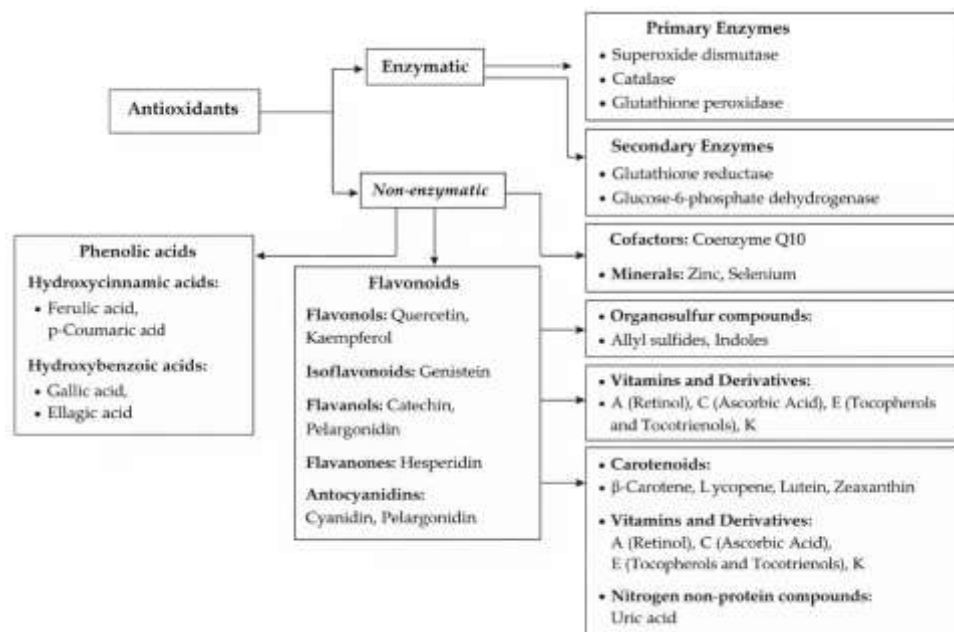 Antioxidants
Enzymatic
Primary Enzymes
• Superoxide dismutase
• Catalase
• Glutathione peroxidase
Secondary Enzymes
• Glutathione reductase
• Glucose-6-phosphate dehydrogenase
Non-enzymatic
Phenolic acids
Hydroxycinnamic acids:
• Ferulic acid,
p-Coumaric acid
Hydroxybenzoic acids:
• Gallic acid,
• Ellagic acid
Flavonoids
Flavonols: Quercetin,
Kaempferol
Isoflavonoids: Genistein
Flavanols: Catechin,
Pelargonidin
Flavanones: Hesperidin
Antocyanidins:
Cyanidin, Pelargonidin
Cofactors: Coenzyme Q10
• Minerals: Zinc, Selenium
• Organosulfur compounds:
• Allyl sulfides, Indoles
• Vitamins and Derivatives:
• A (Retinol), C (Ascorbic Acid), E (Tocopherols
and Tocotrienols), K
• Carotenoids:
• β-Carotene, Lycopene, Lutein, Zeaxanthin
• Vitamins and Derivatives:
A (Retinol), C (Ascorbic Acid),
E (Tocopherols and Tocotrienols), K
• Nitrogen non-protein compounds:
Uric acid